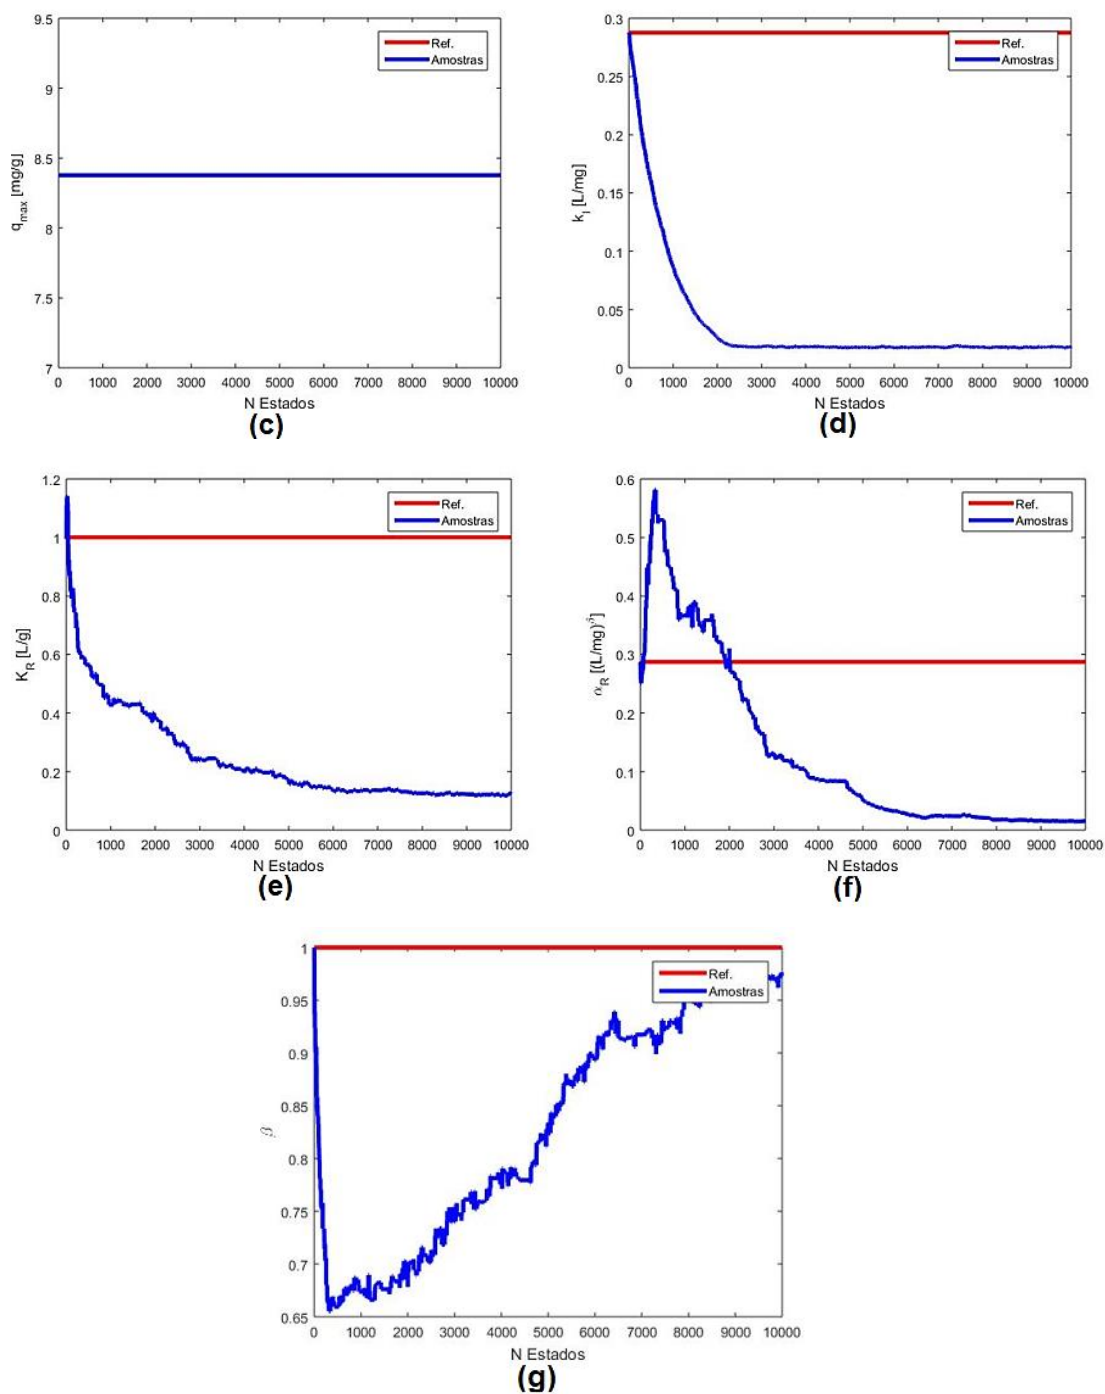 9.5
9
8.5
8
7.5
7
q_max [mg/g]
Ref.
Amostras
0 1000 2000 3000 4000 5000 6000 7000 8000 9000 10000
N Estados
(c)
0.3
0.25
0.2
0.15
0.1
0.05
0
k_l [L/mg]
Ref.
Amostras
0 1000 2000 3000 4000 5000 6000 7000 8000 9000 10000
N Estados
(d)
1.2
1
0.8
0.6
0.4
0.2
0
K_R [L/g]
Ref.
Amostras
0 1000 2000 3000 4000 5000 6000 7000 8000 9000 10000
N Estados
(e)
0.6
0.5
0.4
0.3
0.2
0.1
0
α_R [(L/mg)^β]
Ref.
Amostras
0 1000 2000 3000 4000 5000 6000 7000 8000 9000 10000
N Estados
(f)
1
0.95
0.9
0.85
0.8
0.75
0.7
0.65
β
Ref.
Amostras
0 1000 2000 3000 4000 5000 6000 7000 8000 9000 10000
N Estados
(g)